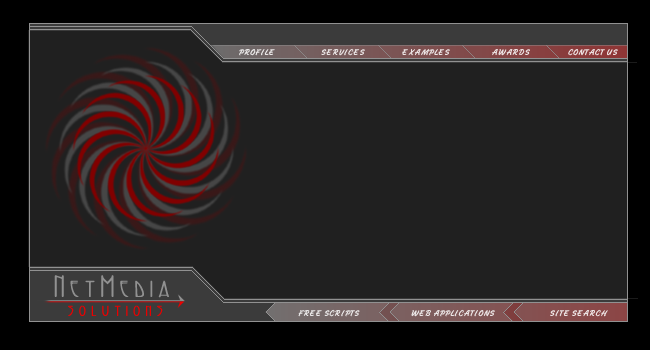 PROFILE SERVICES EXAMPLES AWARDS CONTACT US
NETMEDIA
SOLUTIONS
FREE SCRIPTS WEB APPLICATIONS SITE SEARCH